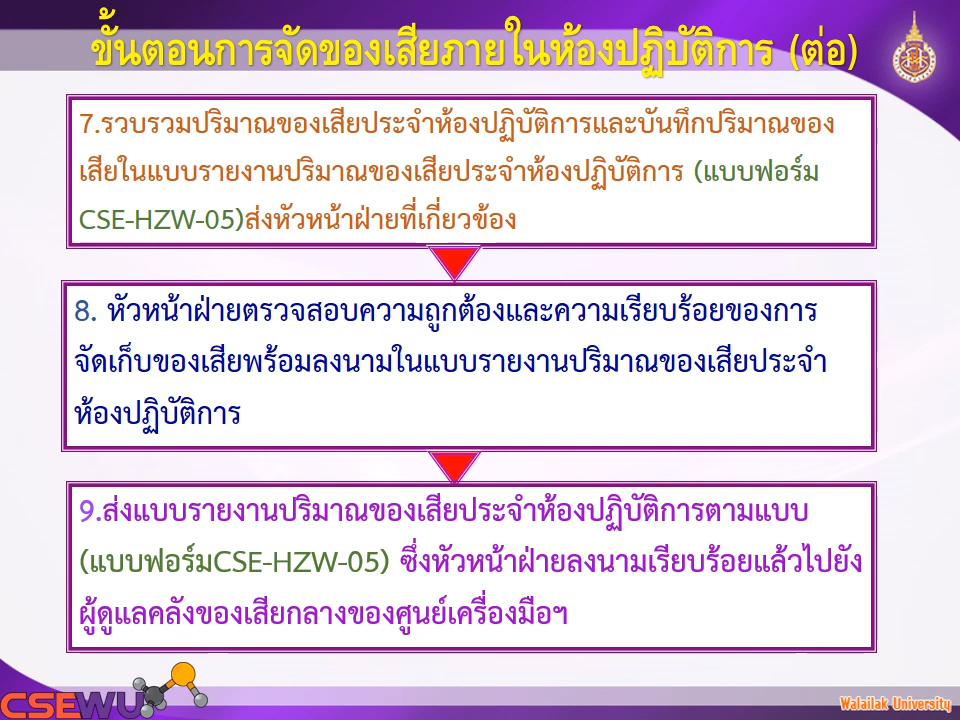 ขั้นตอนการจัดของเสียภายในห้องปฏิบัติการ (ต่อ)
7.รวบรวมปริมาณของเสียประจำห้องปฏิบัติการและบันทึกปริมาณของ
เสียในแบบรายงานปริมาณของเสียประจำห้องปฏิบัติการ (แบบฟอร์ม
CSE-HZW-05)ส่งหัวหน้าฝ่ายที่เกี่ยวข้อง
8. หัวหน้าฝ่ายตรวจสอบความถูกต้องและความเรียบร้อยของการ
จัดเก็บของเสียพร้อมลงนามในแบบรายงานปริมาณของเสียประจำ
ห้องปฏิบัติการ
9.ส่งแบบรายงานปริมาณของเสียประจำห้องปฏิบัติการตามแบบ
(แบบฟอร์มCSE-HZW-05) ซึ่งหัวหน้าฝ่ายลงนามเรียบร้อยแล้วไปยัง
ผู้ดูแลคลังของเสียกลางของศูนย์เครื่องมือฯ
CSEWU
Walailak University